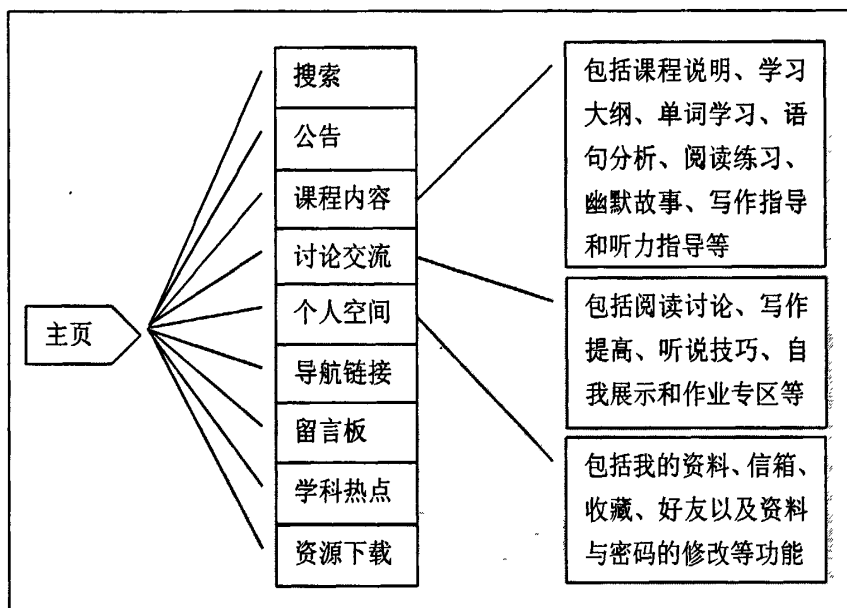 主页
搜索
公告
课程内容
讨论交流
个人空间
导航链接
留言板
学科热点
资源下载
包括课程说明、学习
大纲、单词学习、语
句分析、阅读练习、
幽默故事、写作指导
和听力指导等
包括阅读讨论、写作
提高、听说技巧、自
我展示和作业专区等
包括我的资料、信箱、
收藏、好友以及资料
与密码的修改等功能